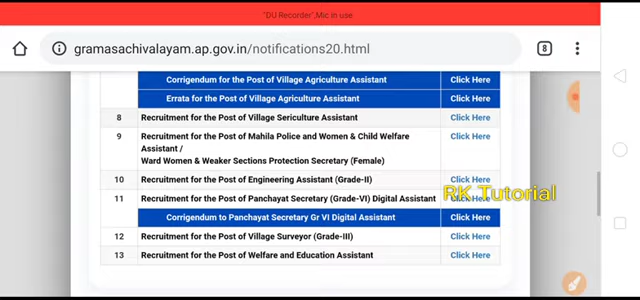 "DU Recorder",Mic in use
gramasachivalayam.ap.gov.in/notifications20.html
8
Corrigendum for the Post of Village Agriculture Assistant Click Here
Errata for the Post of Village Agriculture Assistant Click Here
8 Recruitment for the Post of Village Sericulture Assistant Click Here
9 Recruitment for the Post of Mahila Police and Women & Child Welfare Click Here
Assistant /
Ward Women & Weaker Sections Protection Secretary (Female)
10 Recruitment for the Post of Engineering Assistant (Grade-II) Click Here
11 Recruitment for the Post of Panchayat Secretary (Grade-VI) Digital Assistant Click Here
RK Tutorial
Corrigendum to Panchayat Secretary Gr VI Digital Assistant Click Here
12 Recruitment for the Post of Village Surveyor (Grade-III) Click Here
13 Recruitment for the Post of Welfare and Education Assistant Click Here